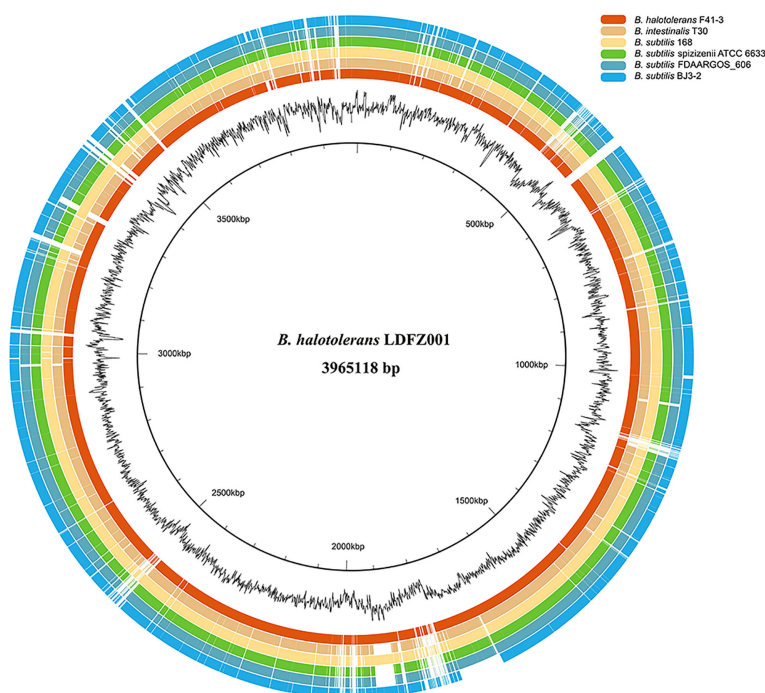 B. halotolerans F41-3
B. intestinalis T30
B. subtilis 168
B. subtilis spizizenii ATCC 6633
B. subtilis FDAARGOS_606
B. subtilis BJ3-2
3500kbp
500kbp
B. halotolerans LDFZ001
3965118 bp
3000kbp
1000kbp
2500kbp
1500kbp
2000kbp